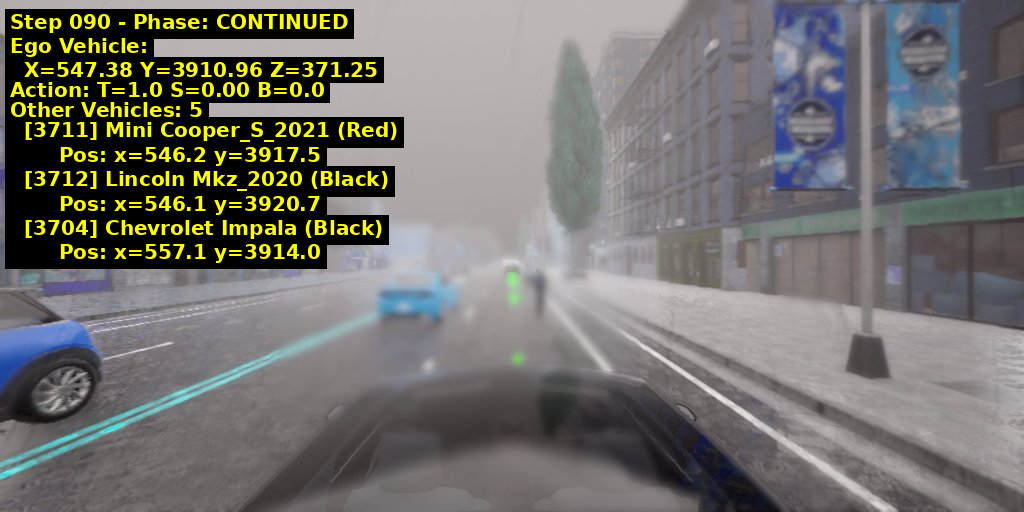 Step 090 - Phase: CONTINUED
Ego Vehicle:
X=547.38 Y=3910.96 Z=371.25
Action: T=1.0 S=0.00 B=0.0
Other Vehicles: 5
[3711] Mini Cooper_S_2021 (Red)
Pos: x=546.2 y=3917.5
[3712] Lincoln Mkz_2020 (Black)
Pos: x=546.1 y=3920.7
[3704] Chevrolet Impala (Black)
Pos: x=557.1 y=3914.0